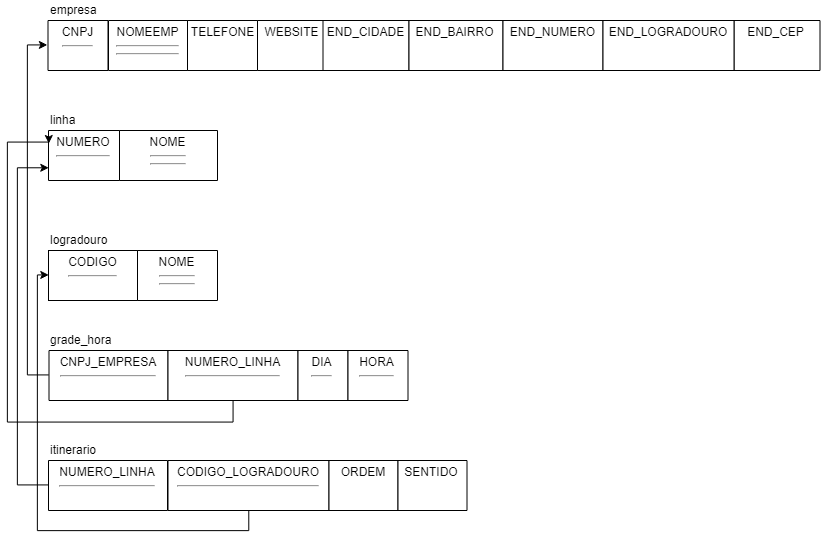 empresa
CNPJ NOMEEMP TELEFONE WEBSITE END_CIDADE END_BAIRRO END_NUMERO END_LOGRADOURO END_CEP
linha
NUMERO NOME
logradouro
CODIGO NOME
grade_hora
CNPJ_EMPRESA NUMERO_LINHA DIA HORA
itinerario
NUMERO_LINHA CODIGO_LOGRADOURO ORDEM SENTIDO